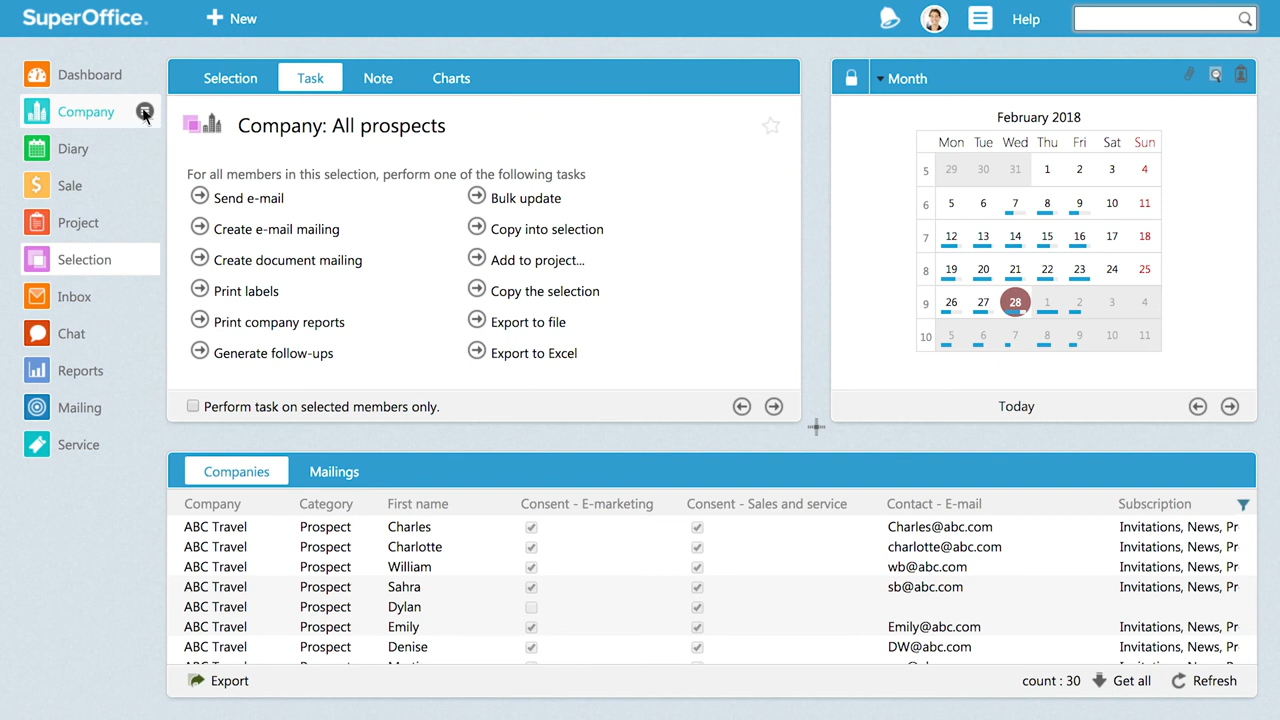 SuperOffice.
New
Help
Dashboard
Company
Diary
Sale
Project
Selection
Inbox
Chat
Reports
Mailing
Service
Selection Task Note Charts
Company: All prospects
For all members in this selection, perform one of the following tasks
Send e-mail Bulk update
Create e-mail mailing Copy into selection
Create document mailing Add to project...
Print labels Copy the selection
Print company reports Export to file
Generate follow-ups Export to Excel
Perform task on selected members only.
Month
February 2018
Mon Tue Wed Thu Fri Sat Sun
5 29 30 31 1 2 3 4
6 5 6 7 8 9 10 11
7 12 13 14 15 16 17 18
8 19 20 21 22 23 24 25
9 26 27 28 1 2 3 4
10 5 6 7 8 9 10 11
Today
Companies Mailings
Company Category First name Consent - E-marketing Consent - Sales and service Contact - E-mail Subscription
ABC Travel Prospect Charles Charles@abc.com Invitations, News, Pr
ABC Travel Prospect Charlotte charlotte@abc.com Invitations, News, Pr
ABC Travel Prospect William wb@abc.com Invitations, News, Pr
ABC Travel Prospect Sahra sb@abc.com Invitations, News, Pr
ABC Travel Prospect Dylan
ABC Travel Prospect Emily Emily@abc.com Invitations, News, Pr
ABC Travel Prospect Denise DW@abc.com Invitations, News, Pr
Export count : 30 Get all Refresh